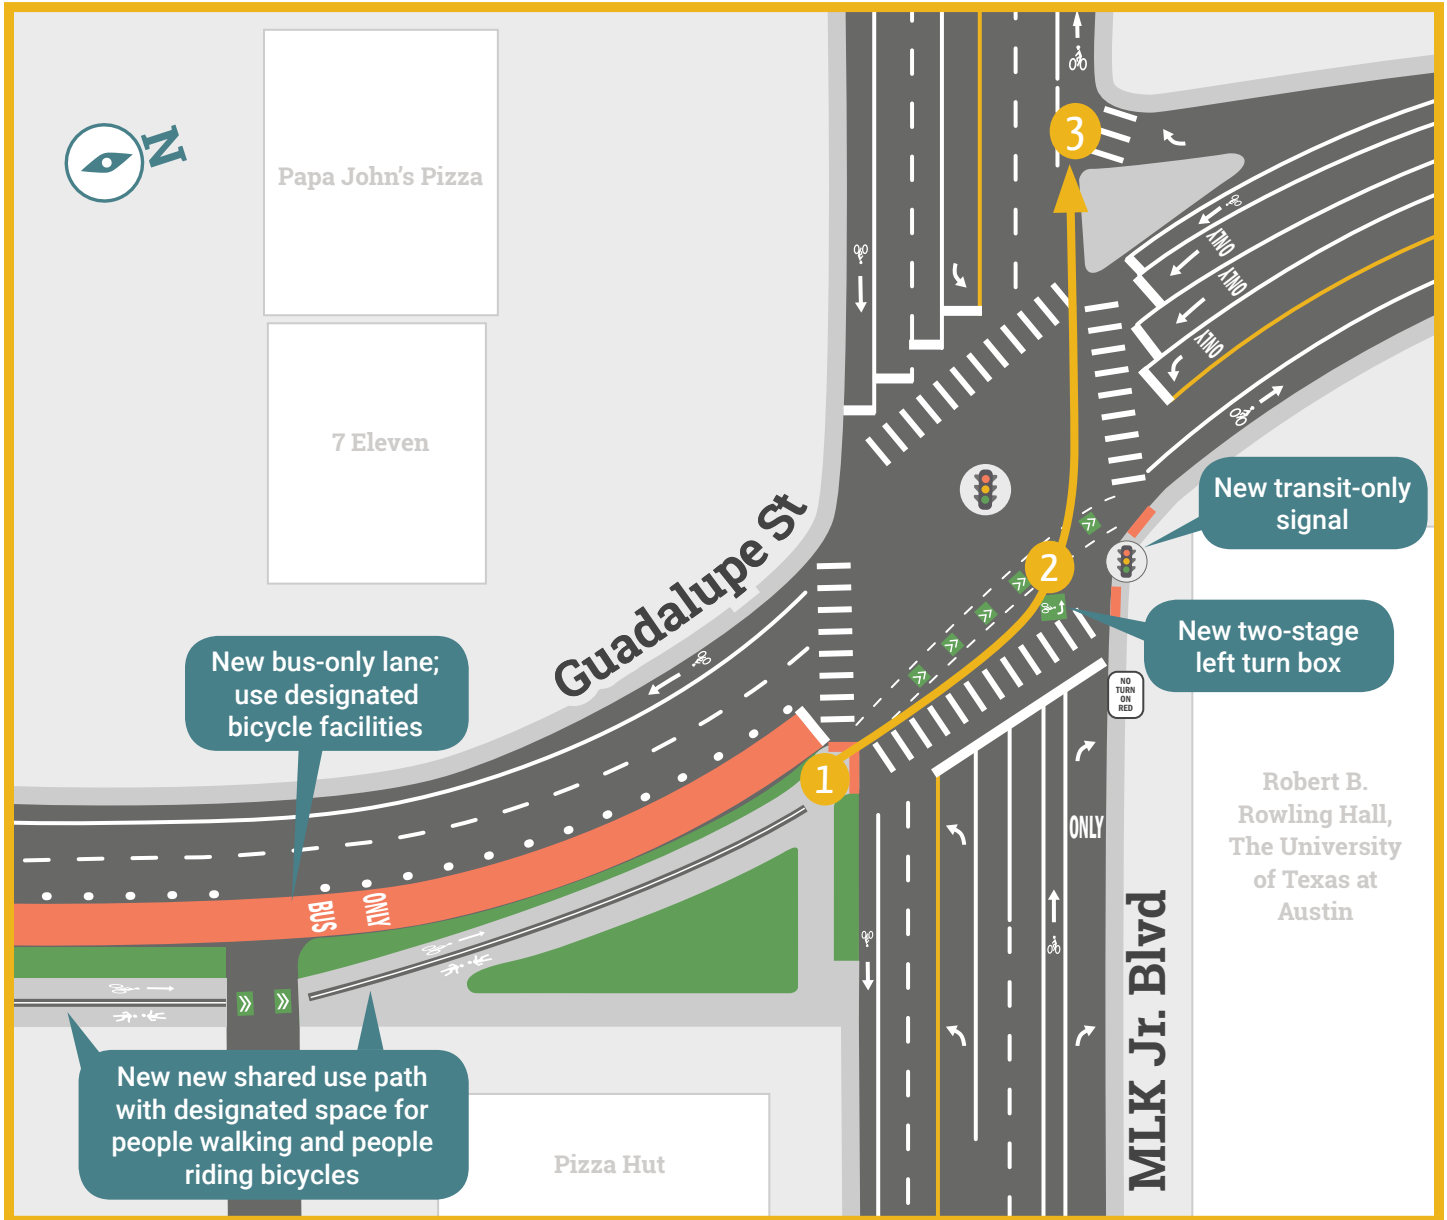 N
Papa John's Pizza
7 Eleven
3
ONLY
ONLY
ONLY
New transit-only
signal
Guadalupe St
2
New two-stage
left turn box
New bus-only lane;
use designated
bicycle facilities
NO
TURN
ON
RED
1
Robert B.
Rowling Hall,
The University
of Texas at
Austin
ONLY
BUS
ONLY
MLK Jr. Blvd
New new shared use path
with designated space for
people walking and people
riding bicycles
Pizza Hut